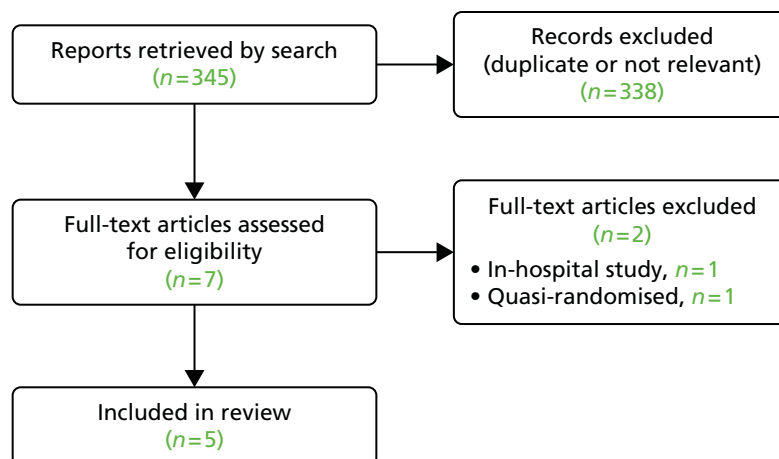 Reports retrieved by search
(n=345)
Records excluded
(duplicate or not relevant)
(n=338)
Full-text articles assessed
for eligibility
(n=7)
Full-text articles excluded
(n=2)
• In-hospital study, n=1
• Quasi-randomised, n=1
Included in review
(n=5)